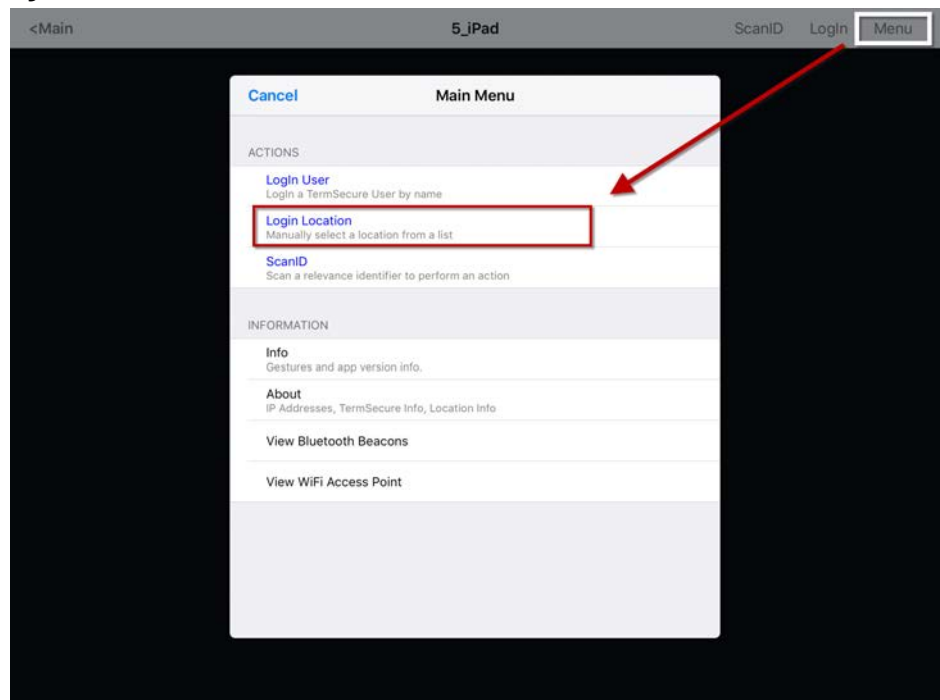 <Main 5_iPad ScanID LogIn Menu
Cancel Main Menu
ACTIONS
LogIn User
LogIn a TermSecure User by name
Login Location
Manually select a location from a list
ScanID
Scan a relevance identifier to perform an action
INFORMATION
Info
Gestures and app version info.
About
IP Addresses, TermSecure Info, Location Info
View Bluetooth Beacons
View WiFi Access Point